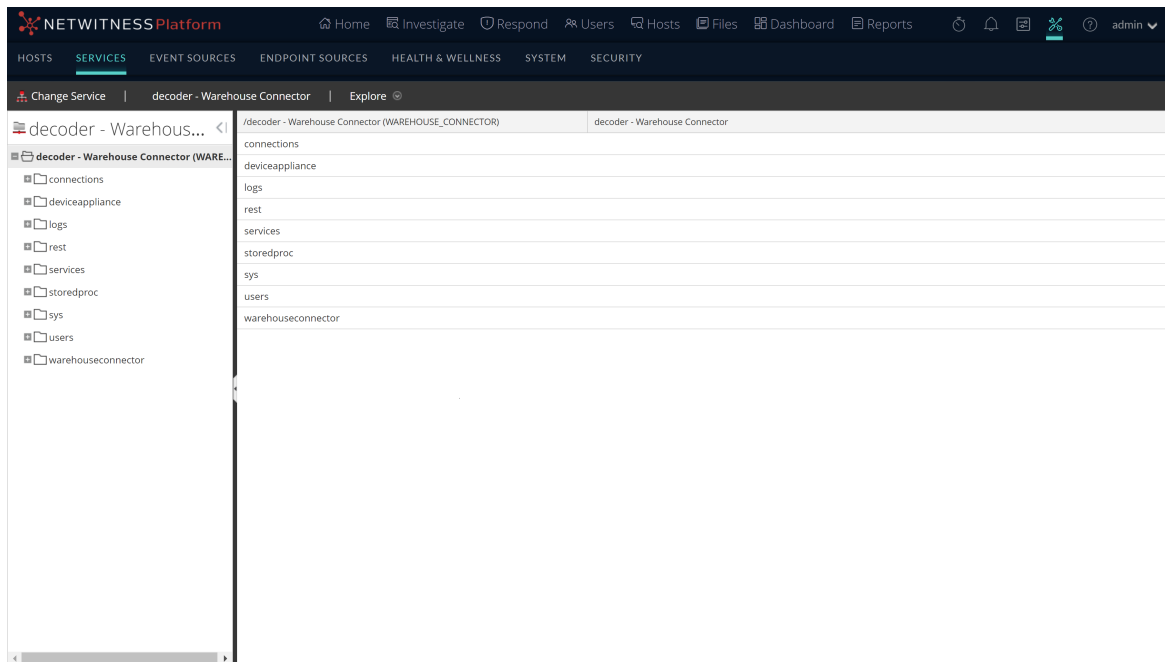 NETWITNESS Platform Home Investigate Respond Users Hosts Files Dashboard Reports admin
HOSTS SERVICES EVENT SOURCES ENDPOINT SOURCES HEALTH & WELLNESS SYSTEM SECURITY
Change Service | decoder - Warehouse Connector | Explore
decoder - Warehous...
decoder - Warehouse Connector (WARE...
connections
deviceappliance
logs
rest
services
storedproc
sys
users
warehouseconnector
/decoder - Warehouse Connector (WAREHOUSE_CONNECTOR) decoder - Warehouse Connector
connections
deviceappliance
logs
rest
services
storedproc
sys
users
warehouseconnector